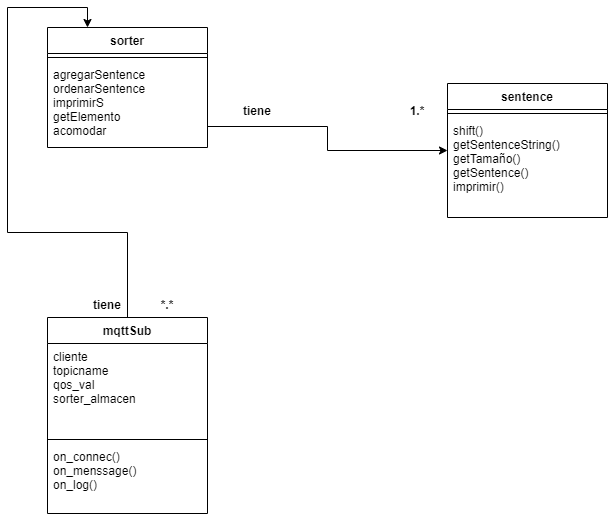 sorter
agregarSentence
ordenarSentence
imprimirS
getElemento
acomodar
tiene
1.*
sentence
shift()
getSentenceString()
getTamaño()
getSentence()
imprimir()
tiene
*.*
mqttSub
cliente
topicname
qos_val
sorter_almacen
on_connec()
on_menssage()
on_log()